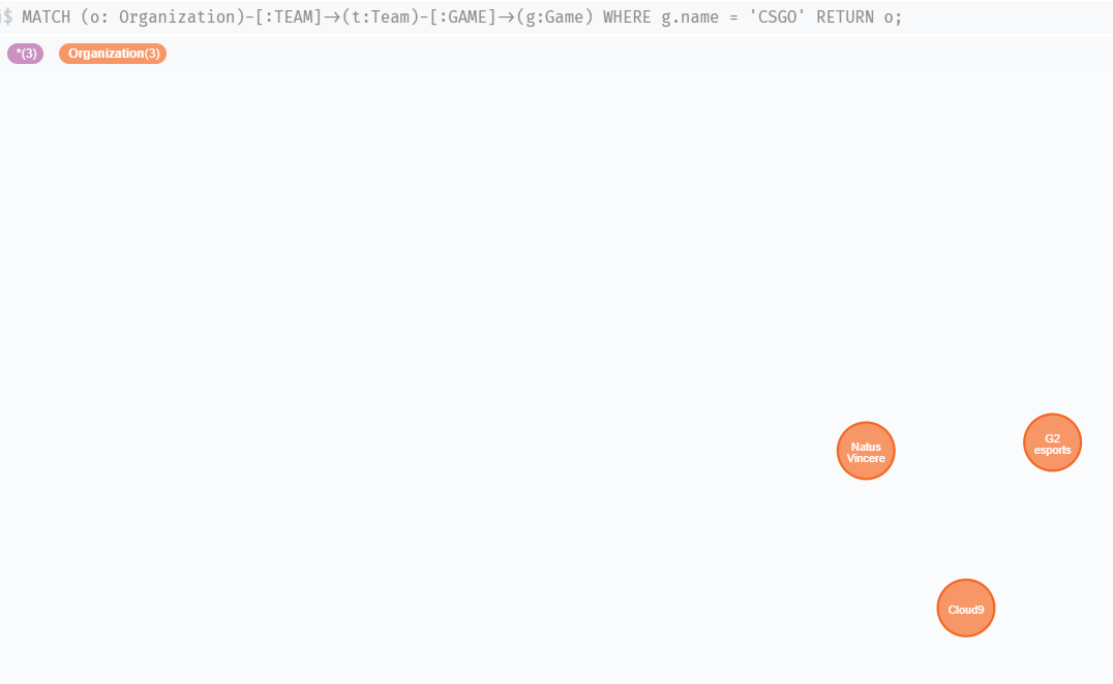 $ MATCH (o: Organization)-[:TEAM]→(t:Team)-[:GAME]→(g:Game) WHERE g.name = 'CSGO' RETURN o;
*(3) Organization(3)
Natus
Vincere
G2
esports
Cloud9